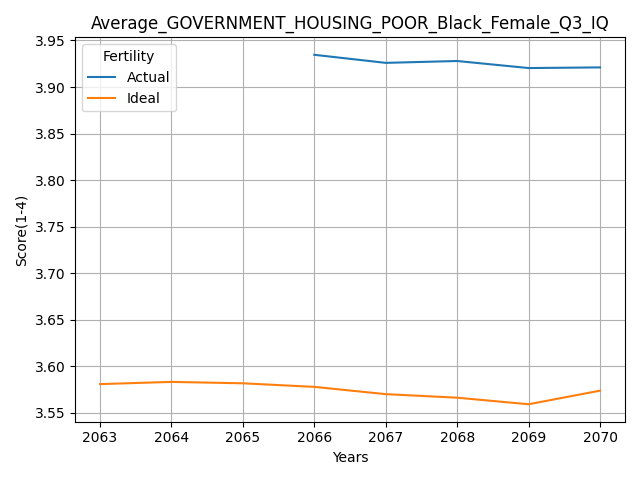 Average_GOVERNMENT_HOUSING_POOR_Black_Female_Q3_IQ
Fertility
Actual
Ideal
Score(1-4)
3.95
3.90
3.85
3.80
3.75
3.70
3.65
3.60
3.55
2063 2064 2065 2066 2067 2068 2069 2070
Years